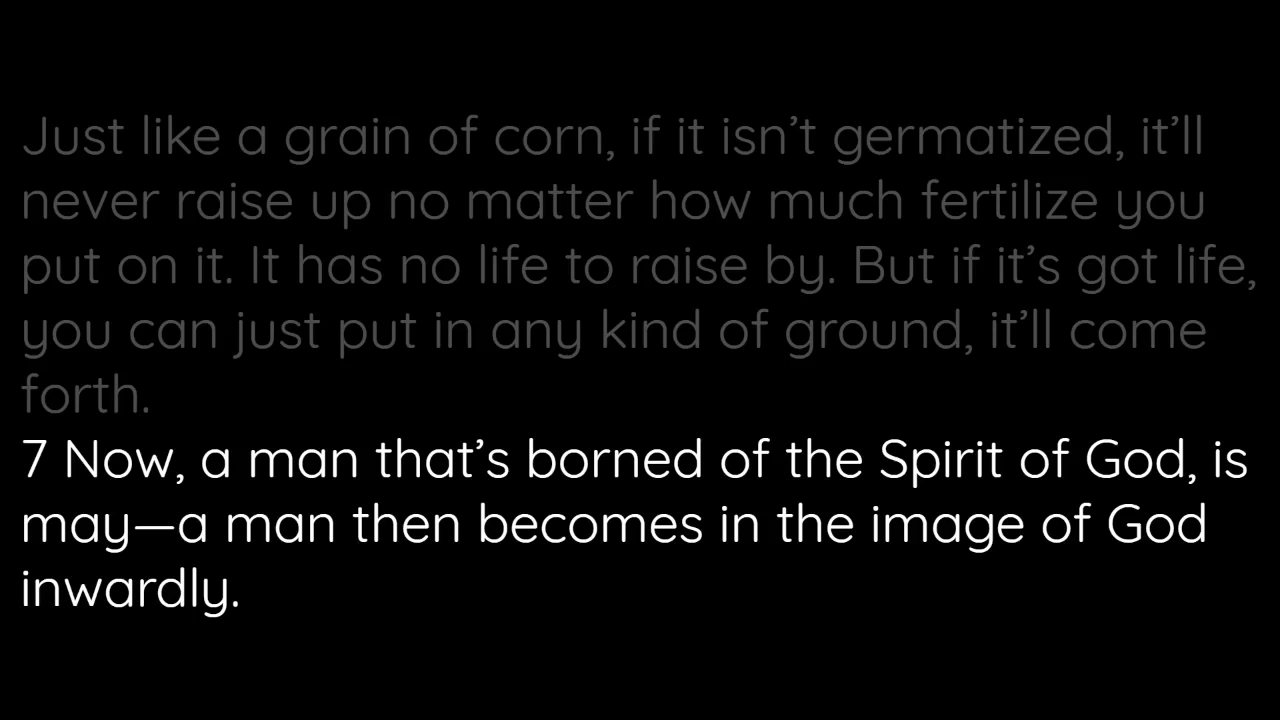 Just like a grain of corn, if it isn’t germatized, it’ll
never raise up no matter how much fertilize you
put on it. It has no life to raise by. But if it’s got life,
you can just put in any kind of ground, it’ll come
forth.
7 Now, a man that’s borned of the Spirit of God, is
may—a man then becomes in the image of God
inwardly.